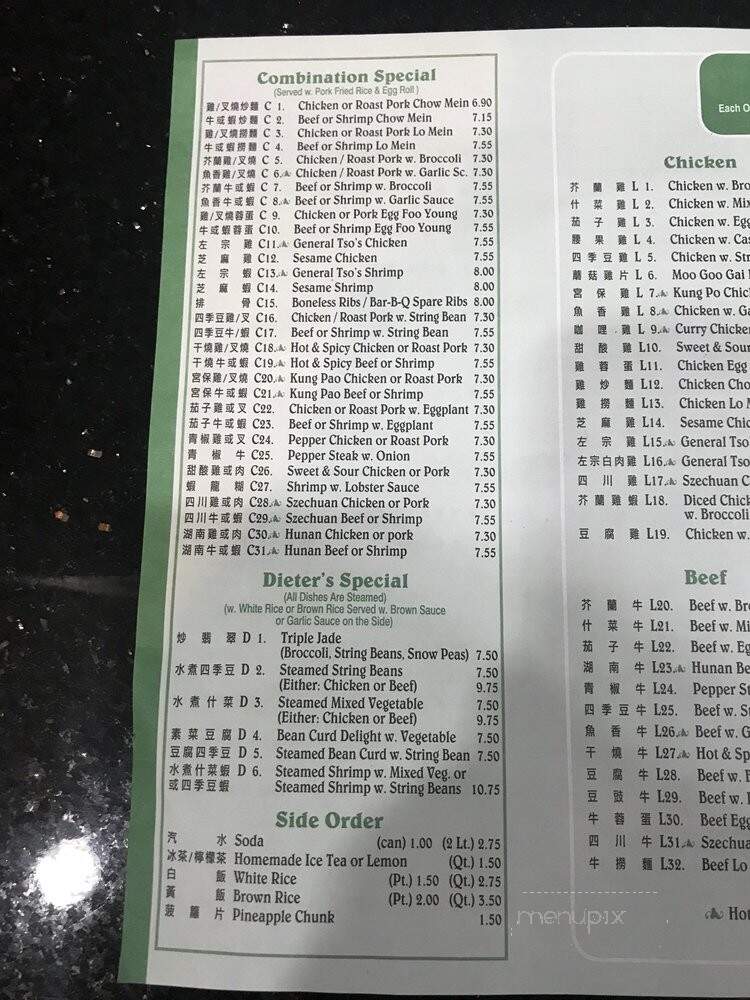 Combination Special
(Served w. Pork Fried Rice & Egg Roll )
雞/叉燒炒麵 C 1. Chicken or Roast Pork Chow Mein 6.90
牛或蝦炒麵 C 2. Beef or Shrimp Chow Mein 7.15
雞/叉燒撈麵 C 3. Chicken or Roast Pork Lo Mein 7.30
牛或蝦撈麵 C 4. Beef or Shrimp Lo Mein 7.55
芥蘭雞/叉燒 C 5. Chicken / Roast Pork w. Broccoli 7.30
魚香雞/叉燒 C 6. Chicken / Roast Pork w. Garlic Sc. 7.30
芥蘭牛或蝦 C 7. Beef or Shrimp w. Broccoli 7.55
魚香牛或蝦 C 8. Beef or Shrimp w. Garlic Sauce 7.55
雞/叉燒蓉蛋 C 9. Chicken or Pork Egg Foo Young 7.30
牛或蝦蓉蛋 C10. Beef or Shrimp Egg Foo Young 7.55
左宗雞 C11. General Tso's Chicken 7.55
芝麻雞 C12. Sesame Chicken 7.55
左宗蝦 C13. General Tso's Shrimp 8.00
芝麻蝦 C14. Sesame Shrimp 8.00
排骨 C15. Boneless Ribs / Bar-B-Q Spare Ribs 8.00
四季豆雞/叉 C16. Chicken / Roast Pork w. String Bean 7.30
四季豆牛/蝦 C17. Beef or Shrimp w. String Bean 7.55
干燒雞/叉燒 C18. Hot & Spicy Chicken or Roast Pork 7.30
干燒牛或蝦 C19. Hot & Spicy Beef or Shrimp 7.55
宮保雞/叉燒 C20. Kung Pao Chicken or Roast Pork 7.30
宮保牛或蝦 C21. Kung Pao Beef or Shrimp 7.55
茄子雞或叉 C22. Chicken or Roast Pork w. Eggplant 7.30
茄子牛或蝦 C23. Beef or Shrimp w. Eggplant 7.55
青椒雞或叉 C24. Pepper Chicken or Roast Pork 7.30
青椒牛 C25. Pepper Steak w. Onion 7.55
甜酸雞或肉 C26. Sweet & Sour Chicken or Pork 7.30
蝦龍糊 C27. Shrimp w. Lobster Sauce 7.55
四川雞或肉 C28. Szechuan Chicken or Pork 7.30
四川牛或蝦 C29. Szechuan Beef or Shrimp 7.55
湖南雞或肉 C30. Hunan Chicken or pork 7.30
湖南牛或蝦 C31. Hunan Beef or Shrimp 7.55
Dieter's Special
(All Dishes Are Steamed)
(w. White Rice or Brown Rice Served w. Brown Sauce
or Garlic Sauce on the Side)
炒翡翠 D 1. Triple Jade
(Broccoli, String Beans, Snow Peas) 7.50
水煮四季豆 D 2. Steamed String Beans 7.50
(Either: Chicken or Beef) 9.75
水煮什菜 D 3. Steamed Mixed Vegetable 7.50
(Either: Chicken or Beef) 9.75
素菜豆腐 D 4. Bean Curd Delight w. Vegetable 7.50
豆腐四季豆 D 5. Steamed Bean Curd w. String Bean 7.50
水煮什菜蝦 D 6. Steamed Shrimp w. Mixed Veg. or
或四季豆蝦 Steamed Shrimp w. String Beans 10.75
Side Order
汽水 Soda (can) 1.00 (2 Lt.) 2.75
冰茶/檸檬茶 Homemade Ice Tea or Lemon (Qt.) 1.50
白飯 White Rice (Pt.) 1.50 (Qt.) 2.75
黃飯 Brown Rice (Pt.) 2.00 (Qt.) 3.50
菠蘿片 Pineapple Chunk 1.50
Each O
Chicken
芥蘭雞 L 1. Chicken w. Bro
什菜雞 L 2. Chicken w. Mix
茄子雞 L 3. Chicken w. Egg
腰果雞 L 4. Chicken w. Cas
四季豆雞 L 5. Chicken w. Str
蘑菇雞片 L 6. Moo Goo Gai
宮保雞 L 7. Kung Po Chic
魚香雞 L 8. Chicken w. Ga
咖喱雞 L 9. Curry Chicke
甜酸雞 L10. Sweet & Sour
雞蓉蛋 L11. Chicken Egg
雞炒麵 L12. Chicken Cho
雞撈麵 L13. Chicken Lo
芝麻雞 L14. Sesame Chic
左宗雞 L15. General Tso
左宗白肉雞 L16. General Tso
四川雞 L17. Szechuan C
芥蘭雞蝦 L18. Diced Chick
w. Broccoli
豆腐雞 L19. Chicken w.
Beef
芥蘭牛 L20. Beef w. Bro
什菜牛 L21. Beef w. Mi
茄子牛 L22. Beef w. Eg
湖南牛 L23. Hunan Be
青椒牛 L24. Pepper St
四季豆牛 L25. Beef w. S
魚香牛 L26. Beef w. G
干燒牛 L27. Hot & Sp
豆腐牛 L28. Beef w.
豆豉牛 L29. Beef w.
牛蓉蛋 L30. Beef Egg
四川牛 L31. Szechua
牛撈麵 L32. Beef Lo
Hot
menupix